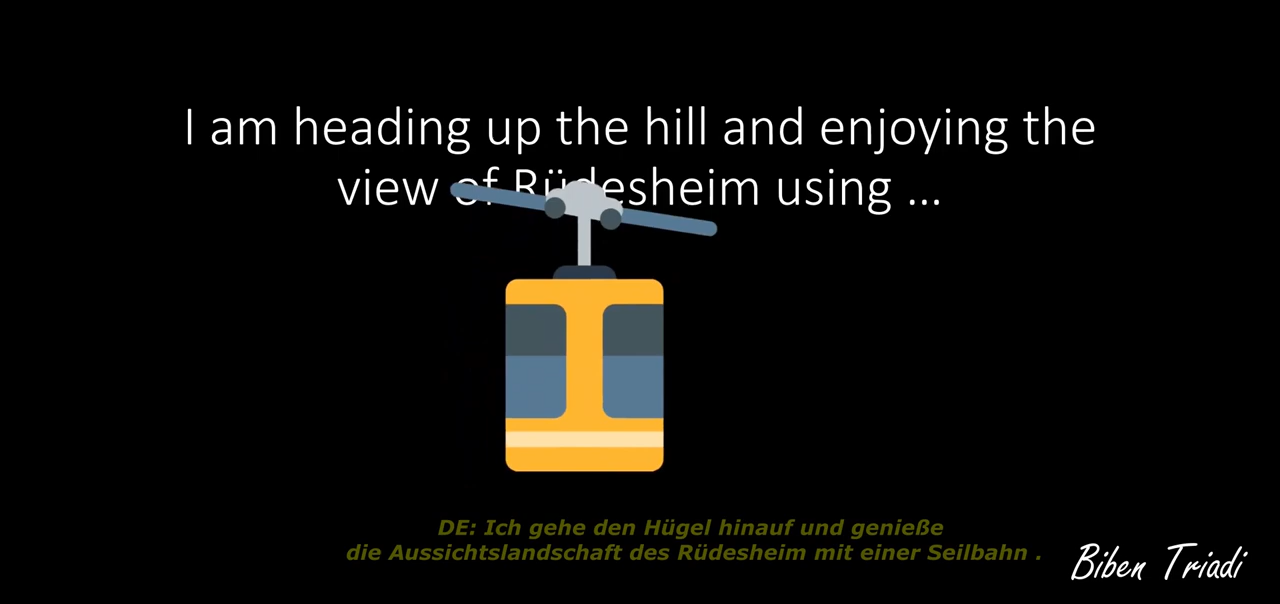 I am heading up the hill and enjoying the
view of Rüdesheim using ...
DE: Ich gehe den Hügel hinauf und genieße
die Aussichtslandschaft des Rüdesheim mit einer Seilbahn .
Biben Triadi